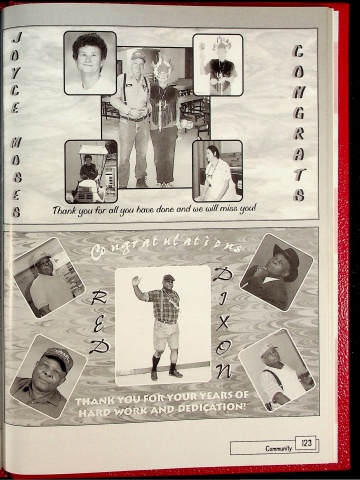 JOYCE MOSES
CONGRATS
Thank you for all you have done and we will miss you!
Congratulations
RED
DIXON
THANK YOU FOR YOUR YEARS OF
HARD WORK AND DEDICATION!
Community 123